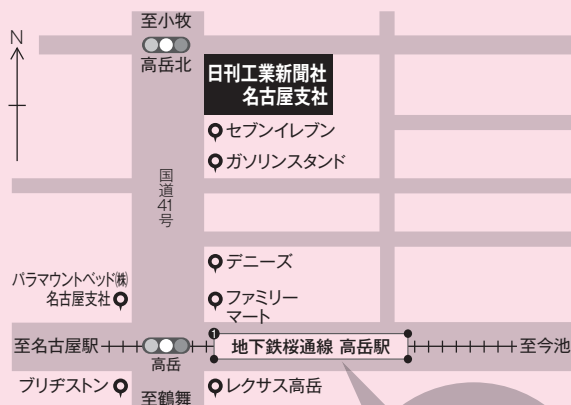 至小牧
N
高岳北
日刊工業新聞社
名古屋支社
セブンイレブン
ガソリンスタンド
国道41号
デニーズ
パラマウントベッド㈱
名古屋支社
ファミリー
マート
至名古屋駅
高岳
1
地下鉄桜通線 高岳駅
至今池
ブリヂストン
至鶴舞
レクサス高岳